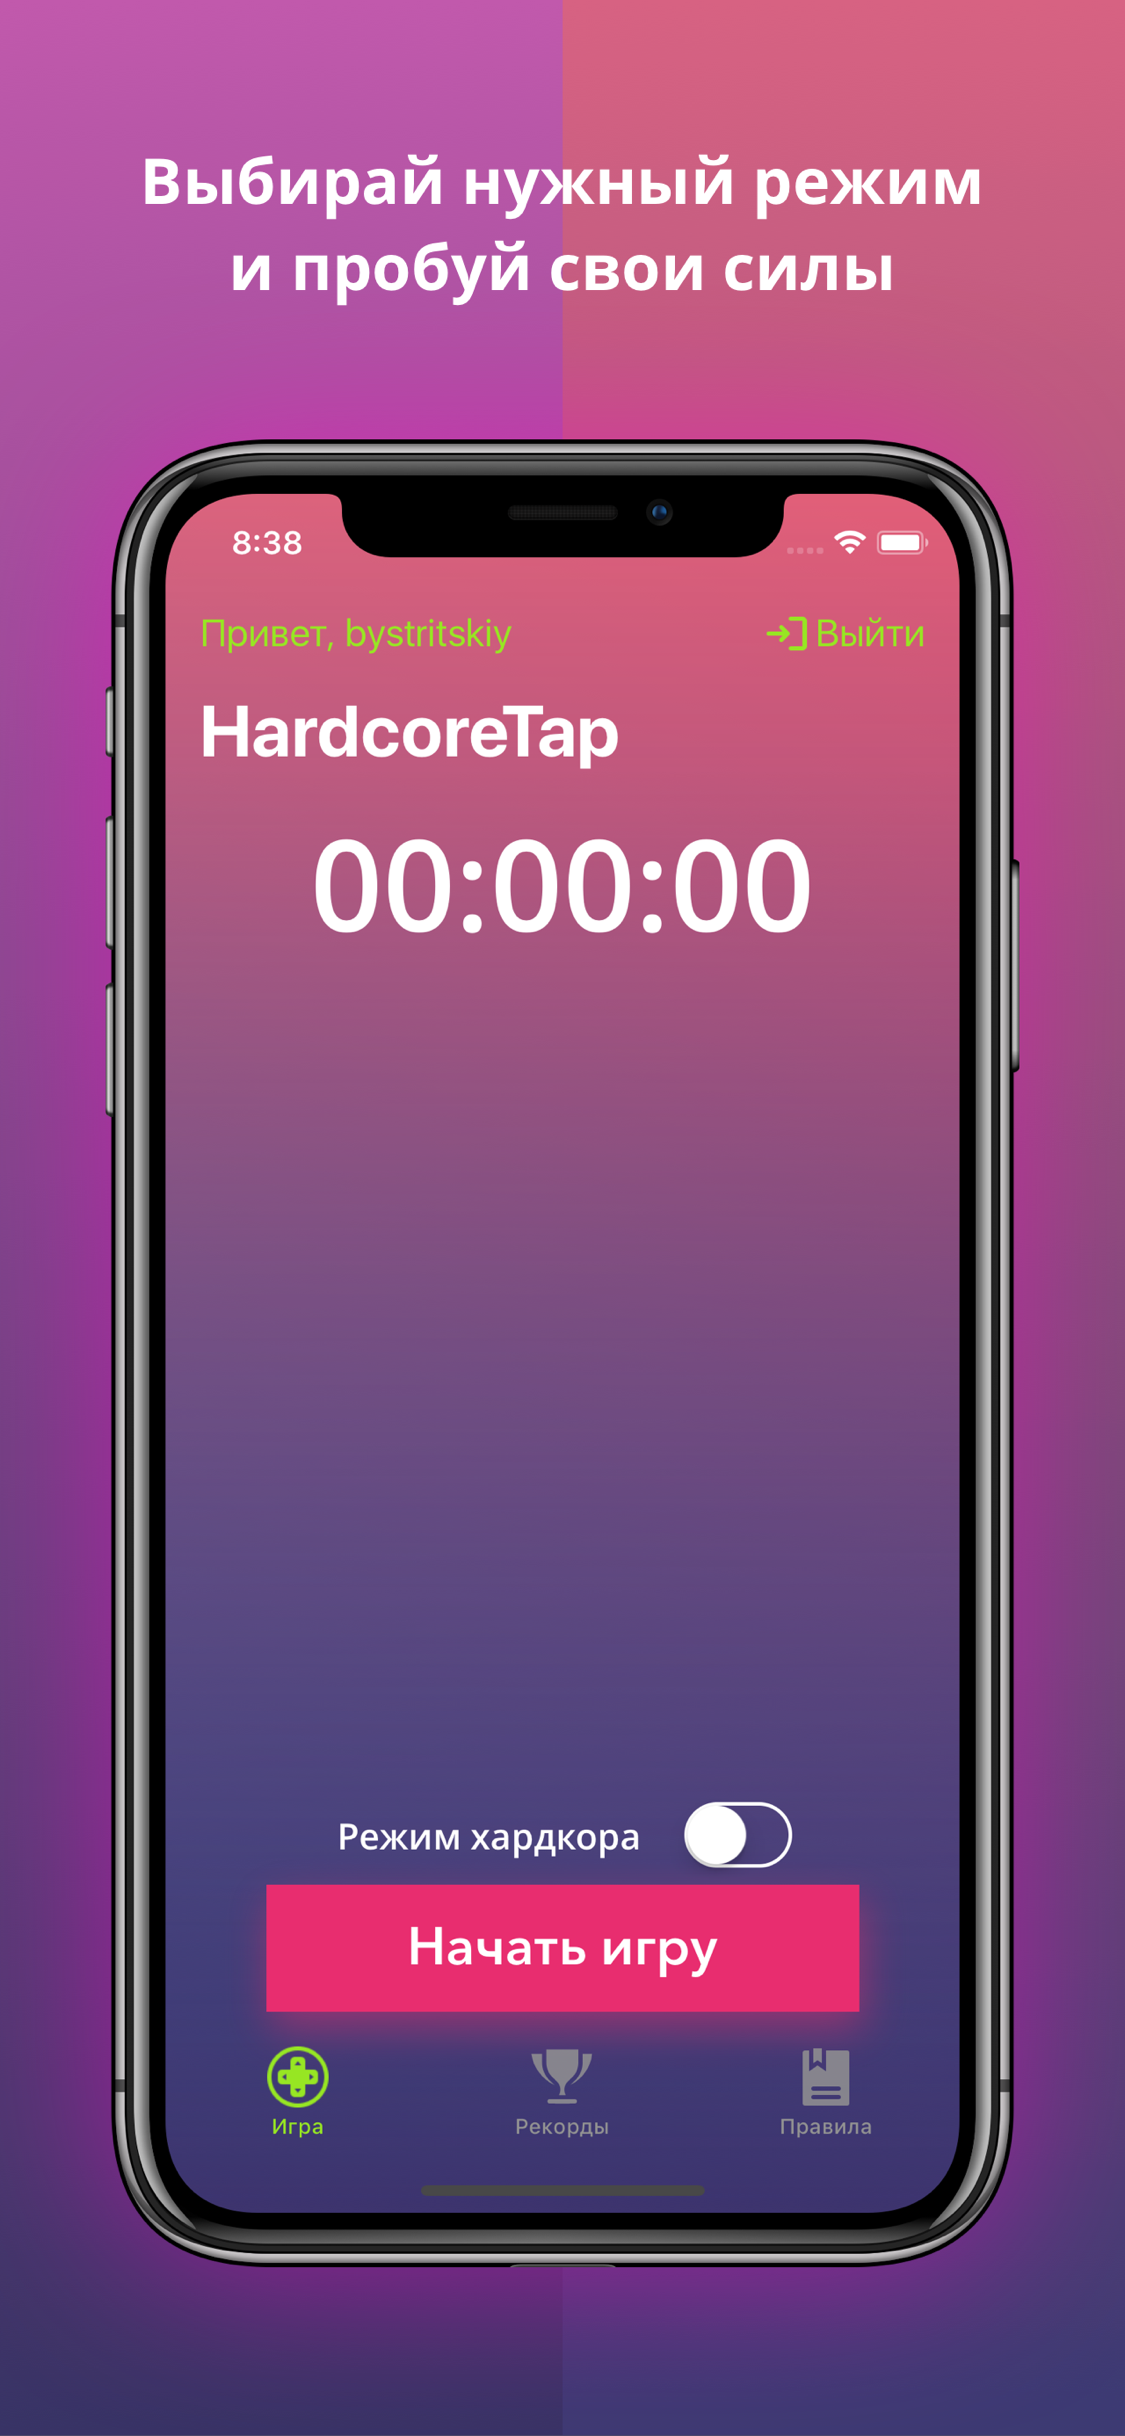 Выбирай нужный режим
и пробуй свои силы
8:38
Привет, bystritskiy
Выйти
HardcoreTap
00:00:00
Режим хардкора
Начать игру
Игра
Рекорды
Правила